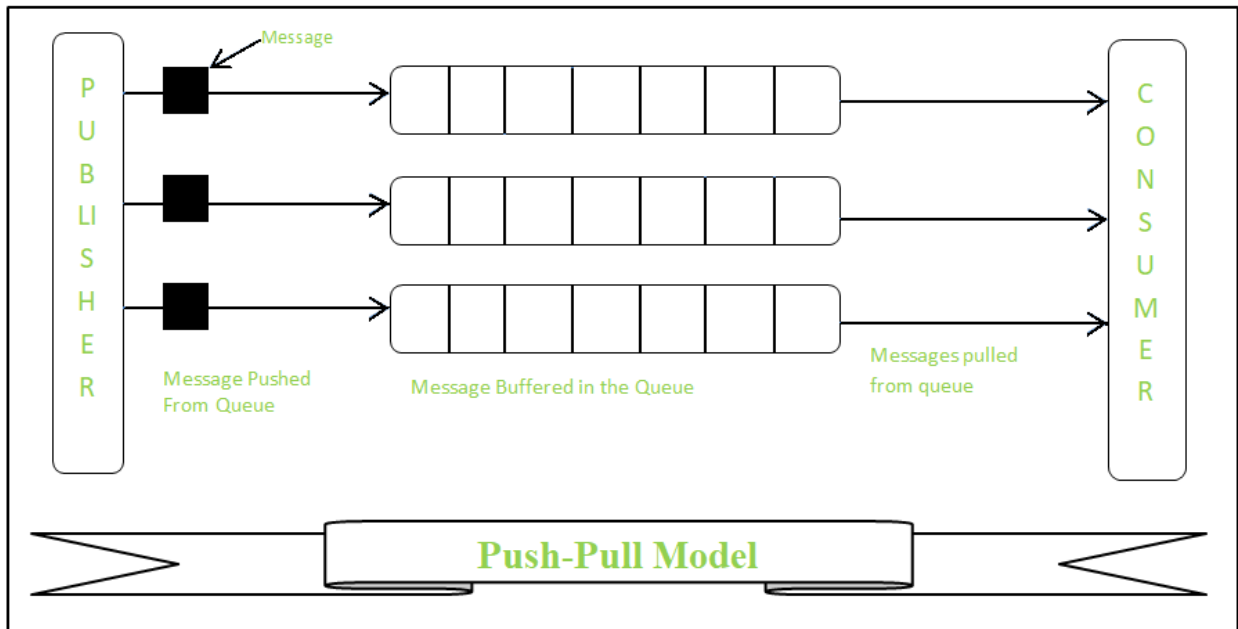 Message
P
U
B
LI
S
H
E
R
C
O
N
S
U
M
E
R
Message Pushed
From Queue
Message Buffered in the Queue
Messages pulled
from queue
Push-Pull Model